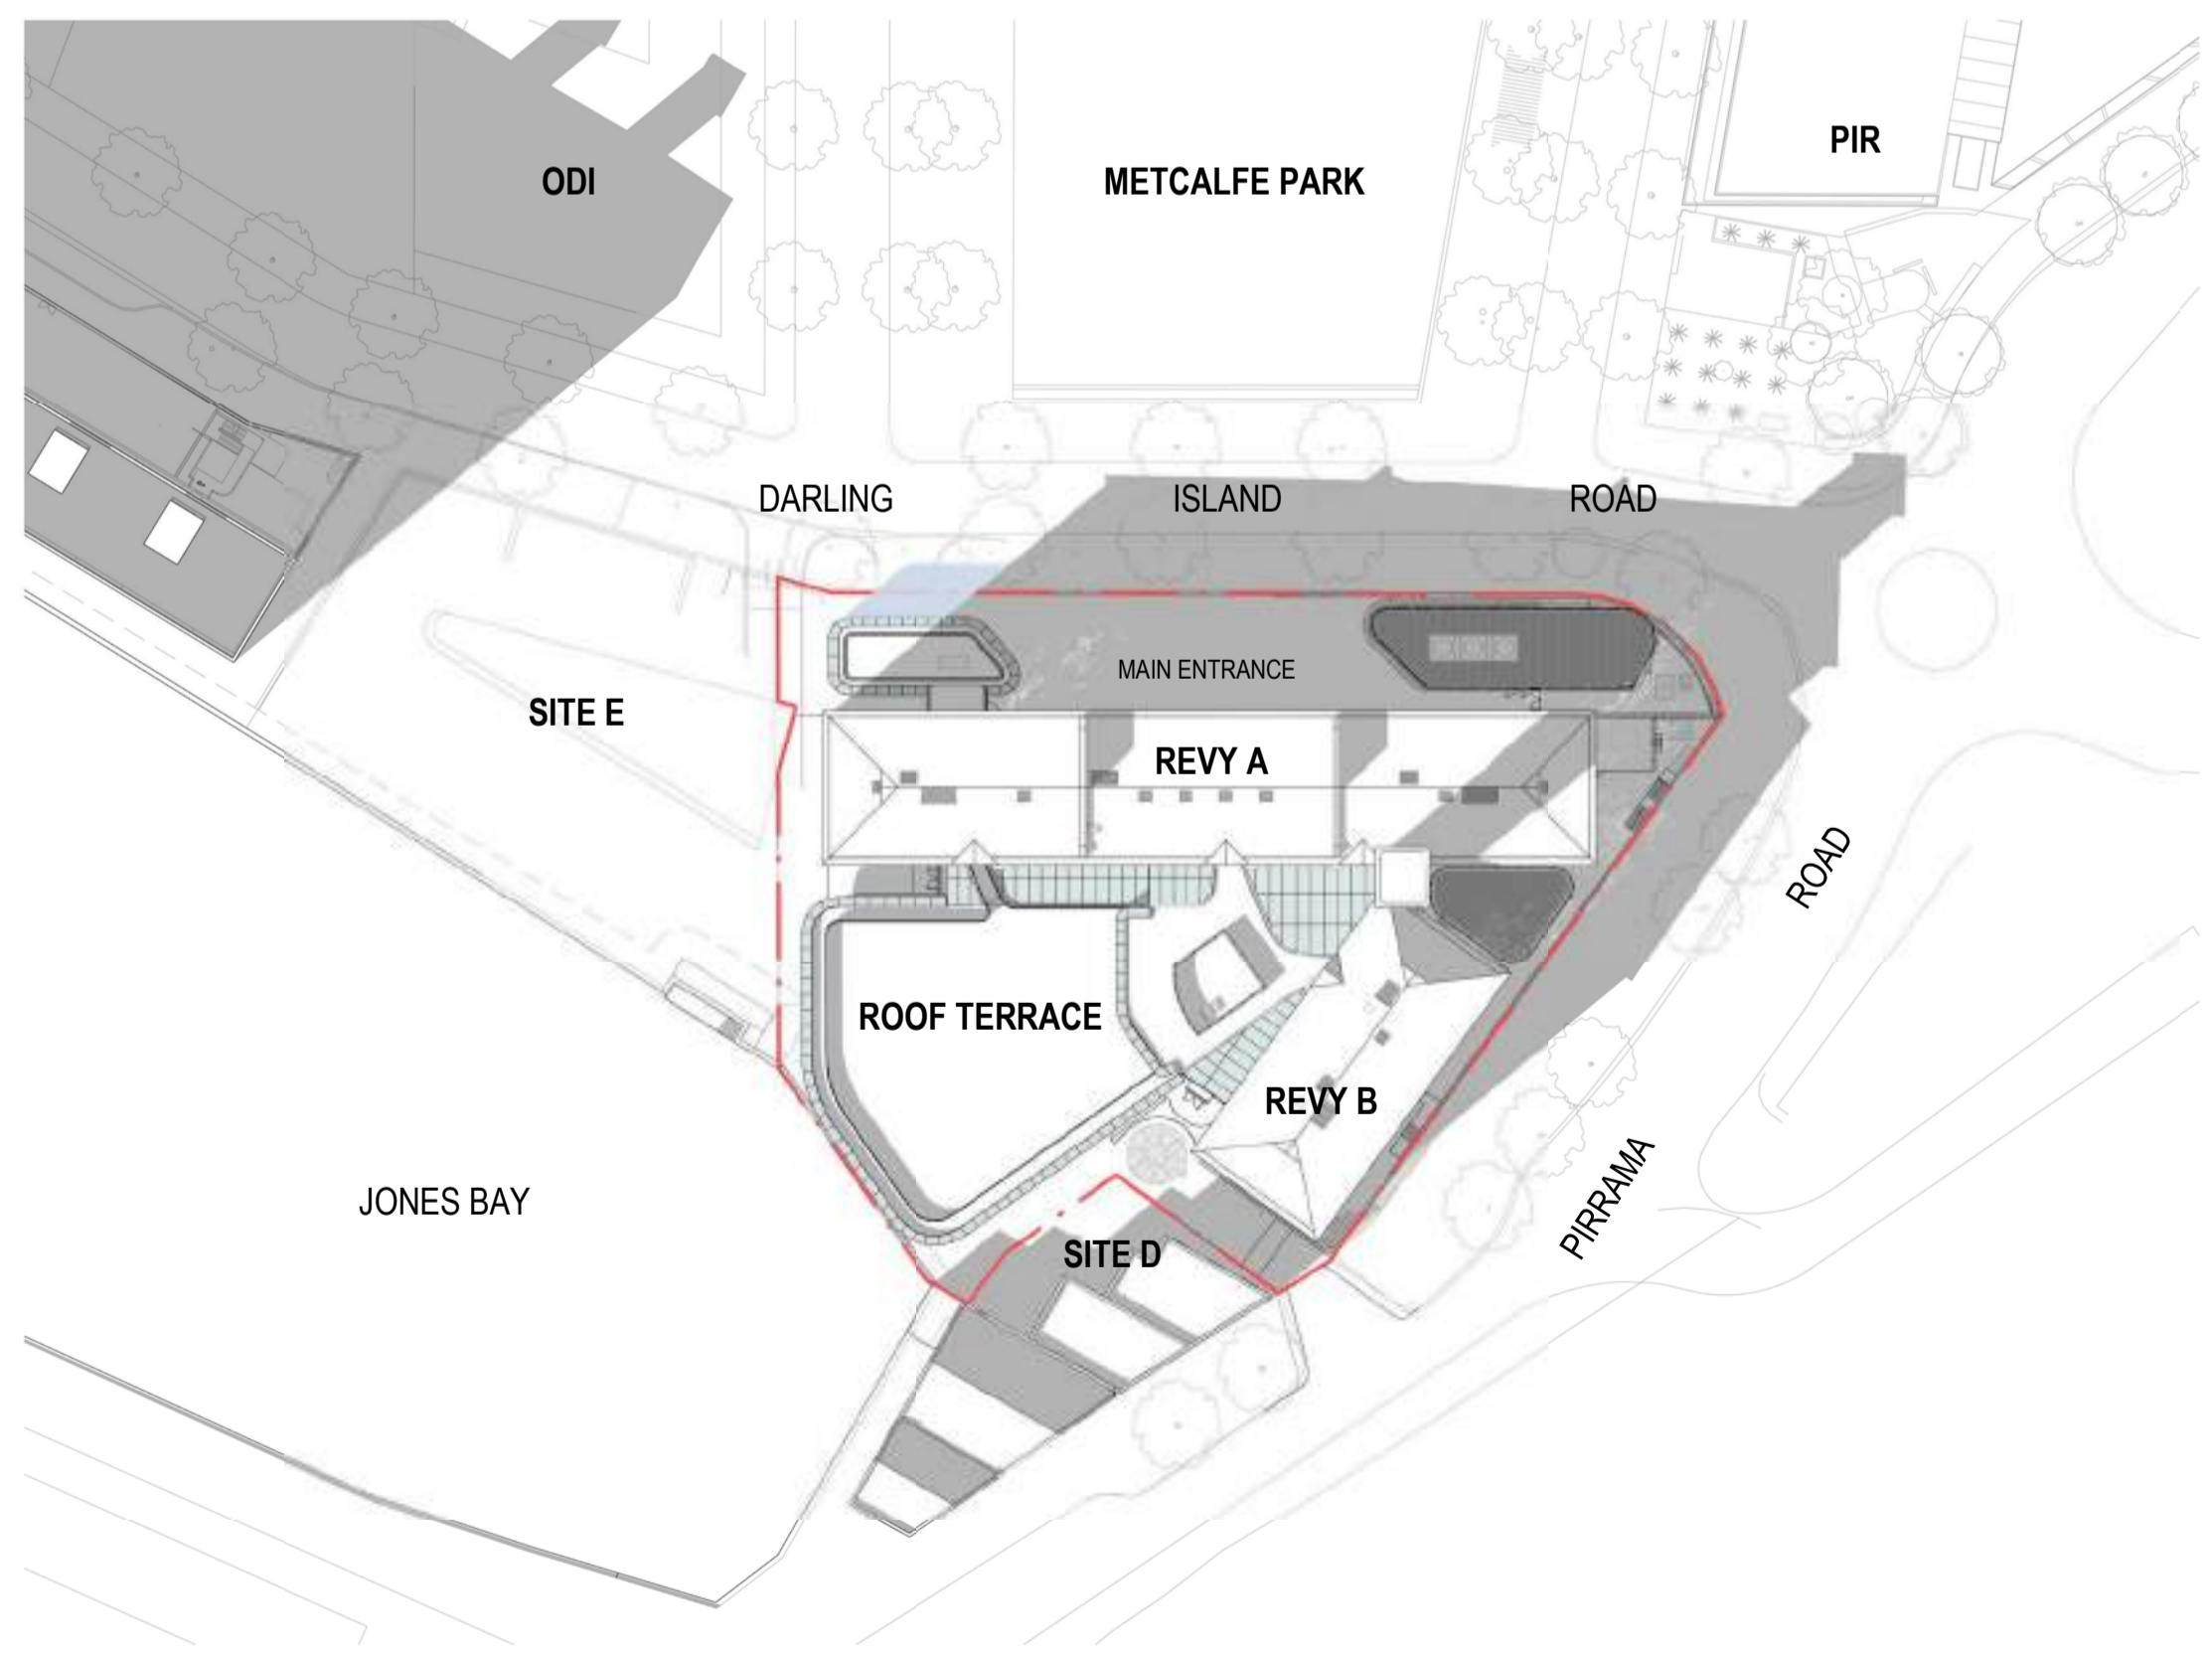 PIR
ODI
METCALFE PARK
DARLING ISLAND ROAD
MAIN ENTRANCE
SITE E
REVY A
ROAD
ROOF TERRACE
REVY B
PIRRAMA
JONES BAY
SITE D